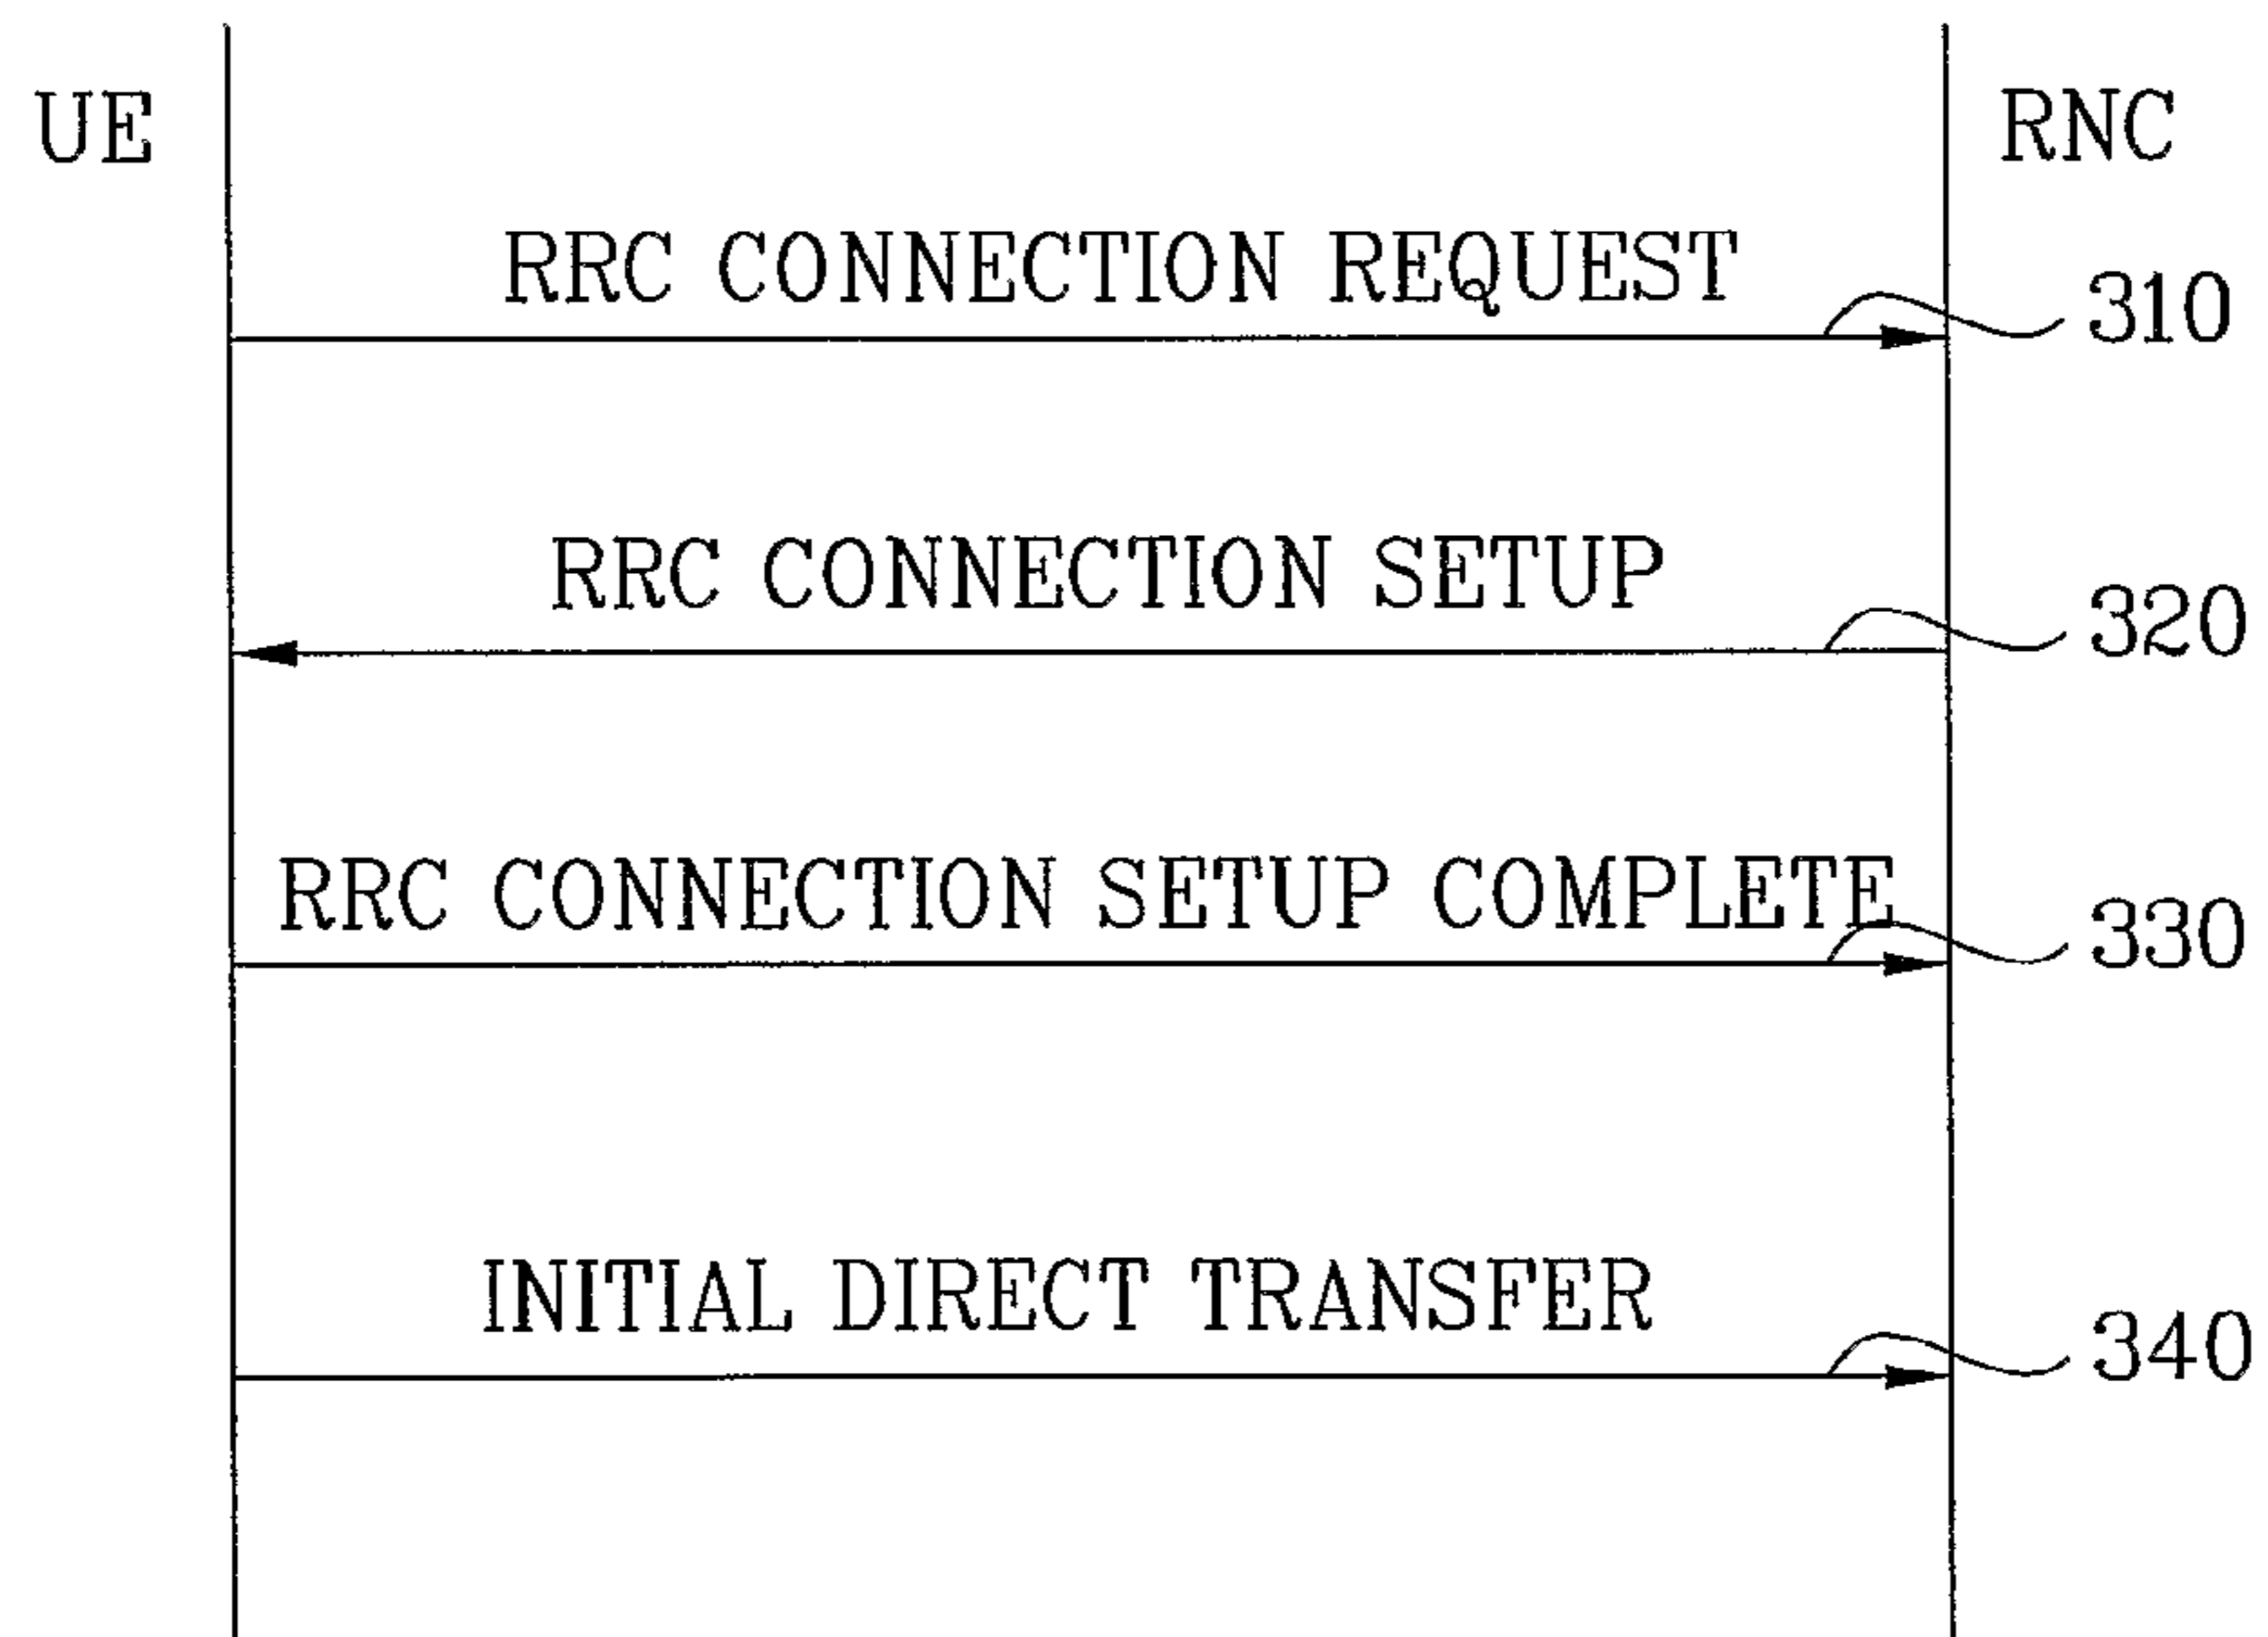 UE
RNC
RRC CONNECTION REQUEST
310
RRC CONNECTION SETUP
320
RRC CONNECTION SETUP COMPLETE
330
INITIAL DIRECT TRANSFER
340